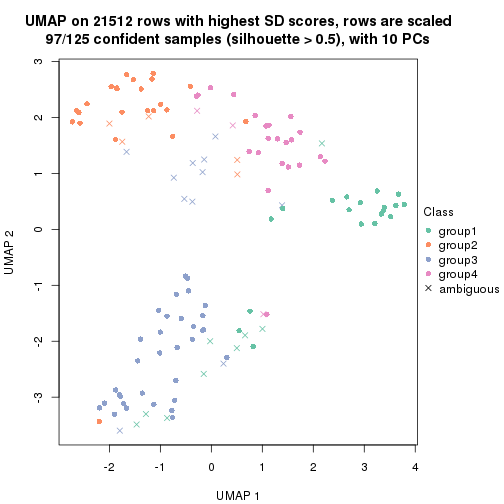 UMAP on 21512 rows with highest SD scores, rows are scaled
97/125 confident samples (silhouette > 0.5), with 10 PCs
3
2
1
0
-1
-2
-3
UMAP 2
-2
-1
0
1
2
3
4
UMAP 1
Class
group1
group2
group3
group4
ambiguous